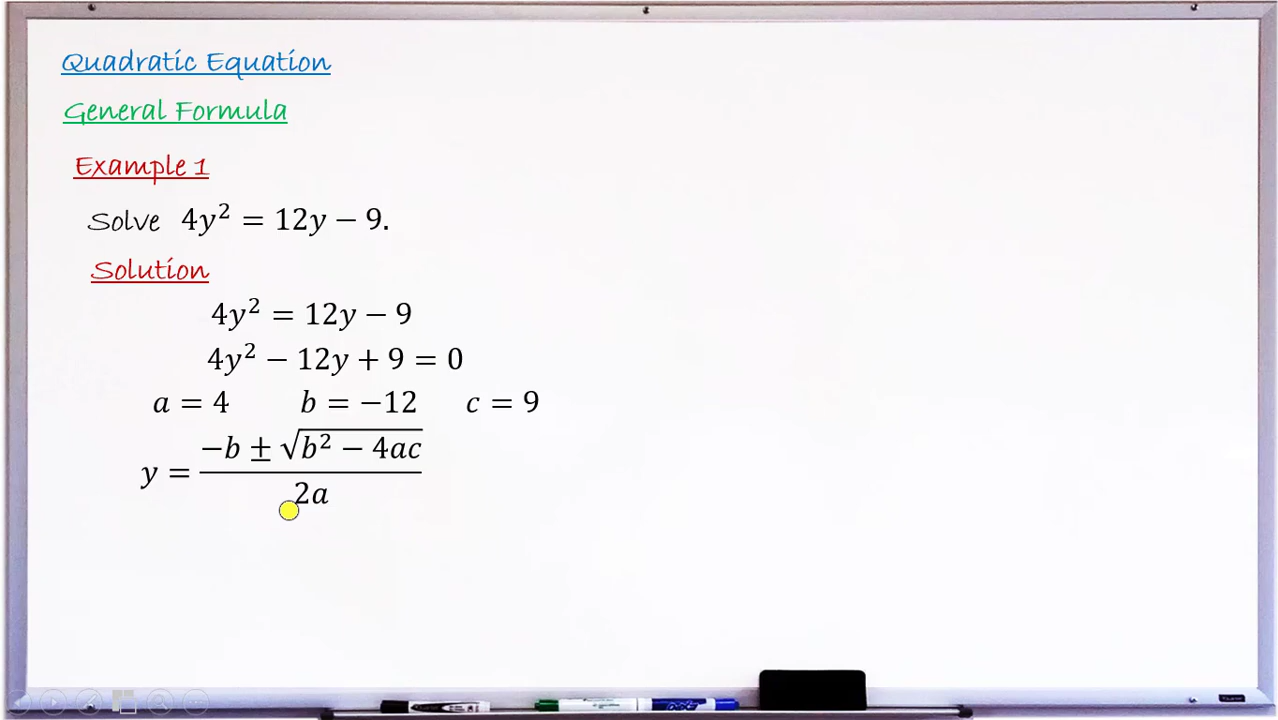 Quadratic Equation
General Formula
Example 1
Solve 4y² = 12y − 9.
Solution
4y² = 12y − 9
4y² − 12y + 9 = 0
a = 4 b = −12 c = 9
y = (−b ± √(b² − 4ac)) / 2a